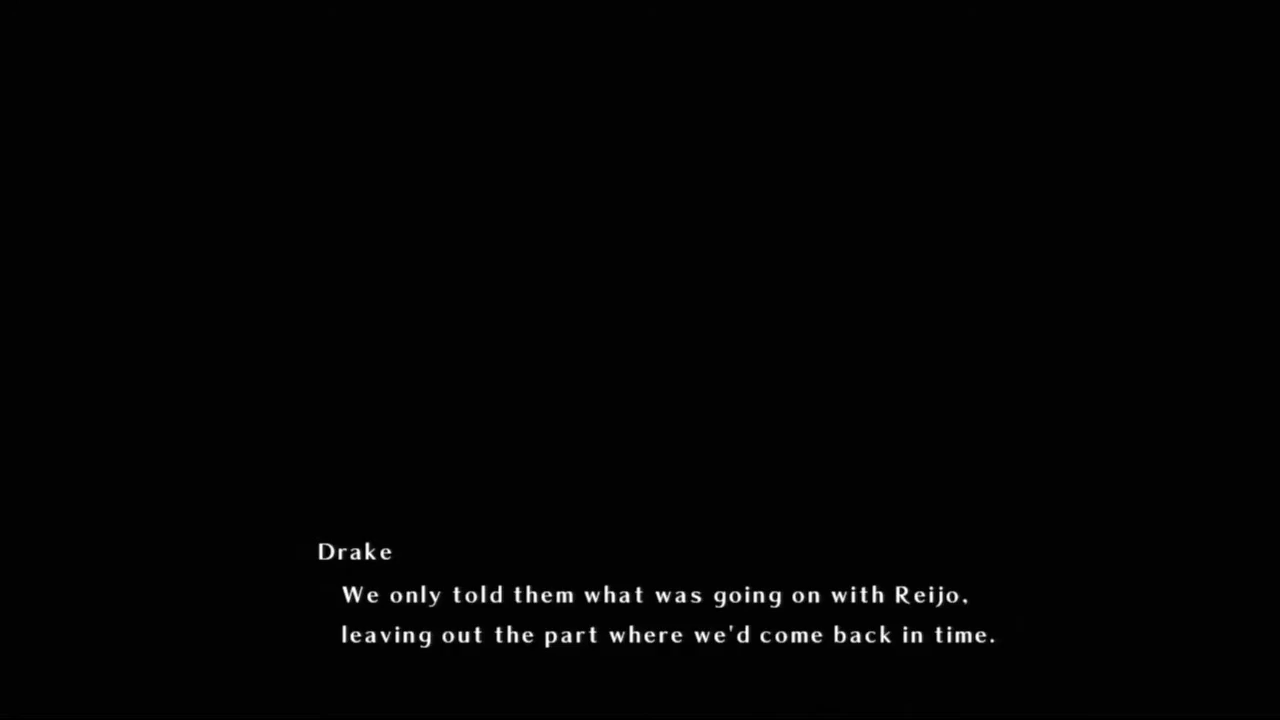 Drake
We only told them what was going on with Reijo,
leaving out the part where we'd come back in time.